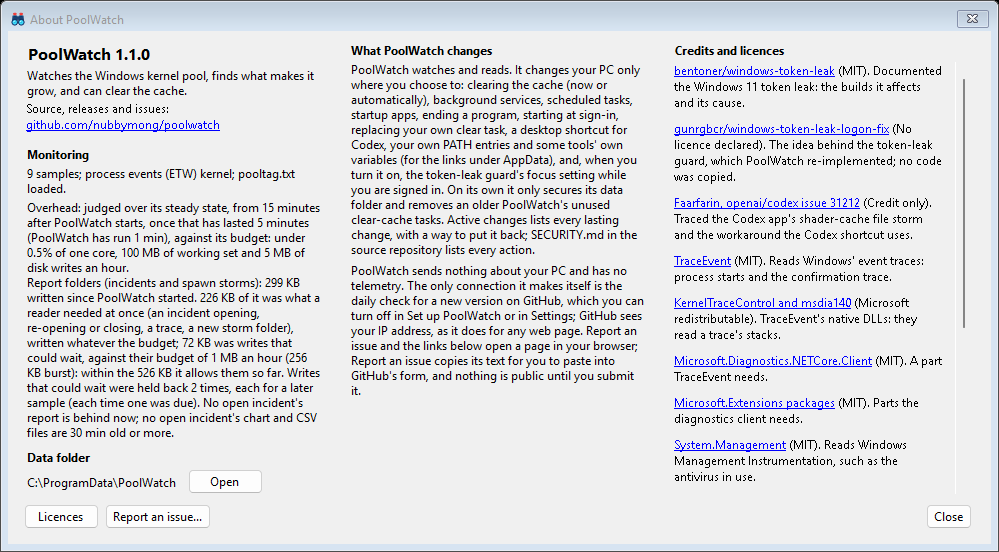 About PoolWatch
PoolWatch 1.1.0
Watches the Windows kernel pool, finds what makes it
grow, and can clear the cache.
Source, releases and issues:
github.com/nubbymong/poolwatch
Monitoring
9 samples; process events (ETW) kernel; pooltag.txt
loaded.
Overhead: judged over its steady state, from 15 minutes
after PoolWatch starts, once that has lasted 5 minutes
(PoolWatch has run 1 min), against its budget: under
0.5% of one core, 100 MB of working set and 5 MB of
disk writes an hour.
Report folders (incidents and spawn storms): 299 KB
written since PoolWatch started. 226 KB of it was what a
reader needed at once (an incident opening,
re-opening or closing, a trace, a new storm folder),
written whatever the budget; 72 KB was writes that
could wait, against their budget of 1 MB an hour (256
KB burst): within the 526 KB it allows them so far. Writes
that could wait were held back 2 times, each for a later
sample (each time one was due). No open incident's
report is behind now; no open incident's chart and CSV
files are 30 min old or more.
Data folder
C:\ProgramData\PoolWatch
Open
Licences
Report an issue...
What PoolWatch changes
PoolWatch watches and reads. It changes your PC only
where you choose to: clearing the cache (now or
automatically), background services, scheduled tasks,
startup apps, ending a program, starting at sign-in,
replacing your own clear task, a desktop shortcut for
Codex, your own PATH entries and some tools' own
variables (for the links under AppData), and, when you
turn it on, the token-leak guard's focus setting while
you are signed in. On its own it only secures its data
folder and removes an older PoolWatch's unused
clear-cache tasks. Active changes lists every lasting
change, with a way to put it back; SECURITY.md in the
source repository lists every action.
PoolWatch sends nothing about your PC and has no
telemetry. The only connection it makes itself is the
daily check for a new version on GitHub, which you can
turn off in Set up PoolWatch or in Settings; GitHub sees
your IP address, as it does for any web page. Report an
issue and the links below open a page in your browser;
Report an issue copies its text for you to paste into
GitHub's form, and nothing is public until you submit
it.
Credits and licences
bentoner/windows-token-leak (MIT). Documented
the Windows 11 token leak: the builds it affects
and its cause.
gunrgbcr/windows-token-leak-logon-fix (No
licence declared). The idea behind the token-leak
guard, which PoolWatch re-implemented; no code
was copied.
Faarfarin, openai/codex issue 31212 (Credit only).
Traced the Codex app's shader-cache file storm
and the workaround the Codex shortcut uses.
TraceEvent (MIT). Reads Windows' event traces:
process starts and the confirmation trace.
KernelTraceControl and msdia140 (Microsoft
redistributable). TraceEvent's native DLLs: they
read a trace's stacks.
Microsoft.Diagnostics.NETCore.Client (MIT). A part
TraceEvent needs.
Microsoft.Extensions packages (MIT). Parts the
diagnostics client needs.
System.Management (MIT). Reads Windows
Management Instrumentation, such as the
antivirus in use.
Close